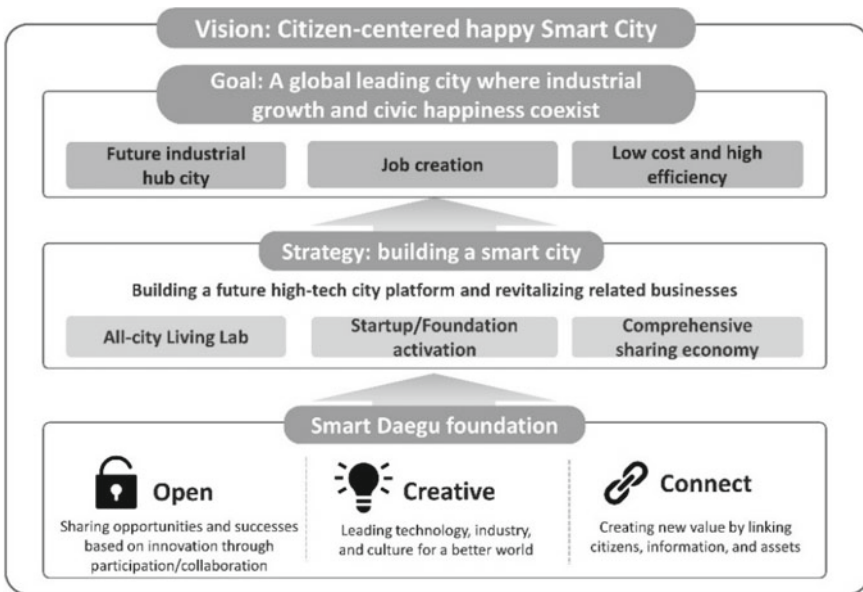 Vision: Citizen-centered happy Smart City
Goal: A global leading city where industrial
growth and civic happiness coexist
Future industrial
hub city
Job creation
Low cost and high
efficiency
Strategy: building a smart city
Building a future high-tech city platform and revitalizing related businesses
All-city Living Lab
Startup/Foundation
activation
Comprehensive
sharing economy
Smart Daegu foundation
Open
Sharing opportunities and successes
based on innovation through
participation/collaboration
Creative
Leading technology, industry,
and culture for a better world
Connect
Creating new value by linking
citizens, information, and assets